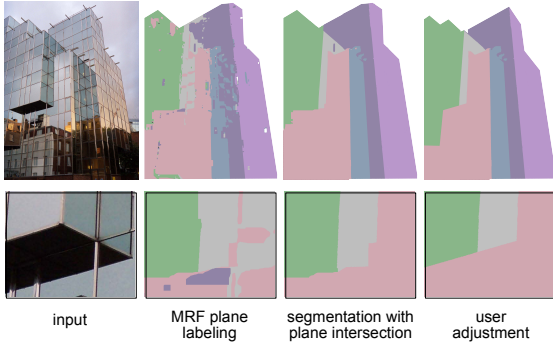 input
MRF plane
labeling
segmentation with
plane intersection
user
adjustment